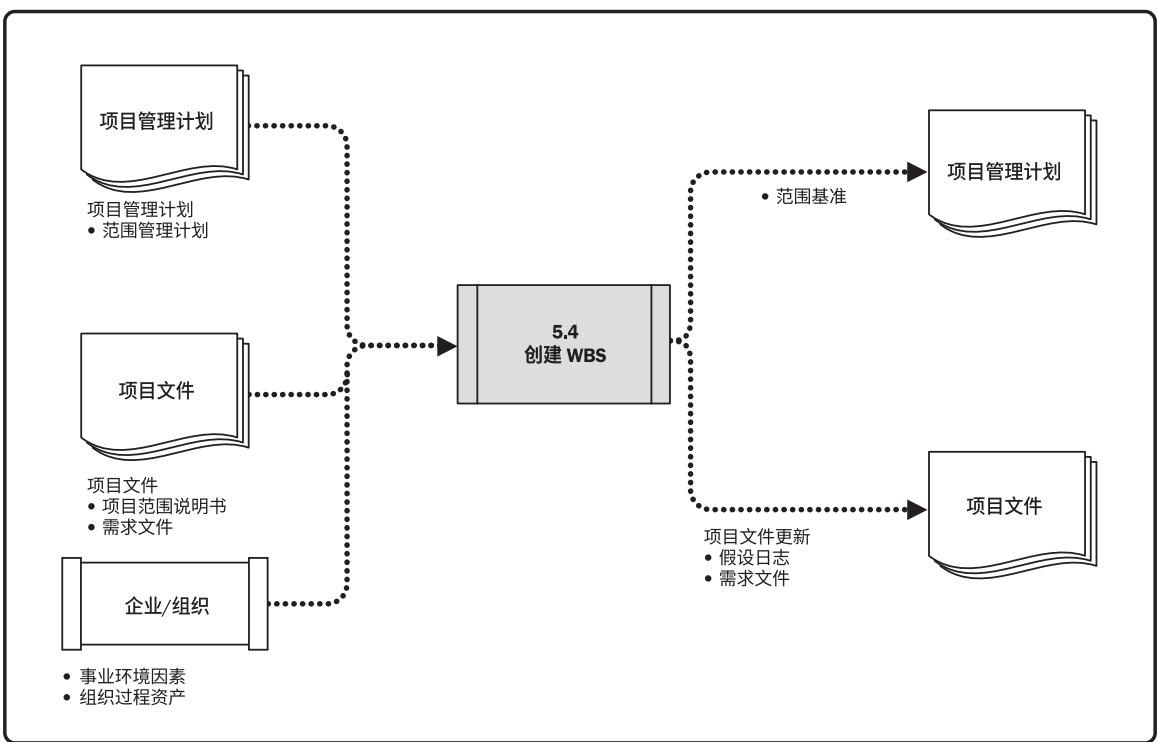 项目管理计划
项目管理计划
• 范围管理计划
项目文件
项目文件
• 项目范围说明书
• 需求文件
企业/组织
• 事业环境因素
• 组织过程资产
5.4
创建 WBS
• 范围基准
项目管理计划
项目文件
项目文件更新
• 假设日志
• 需求文件